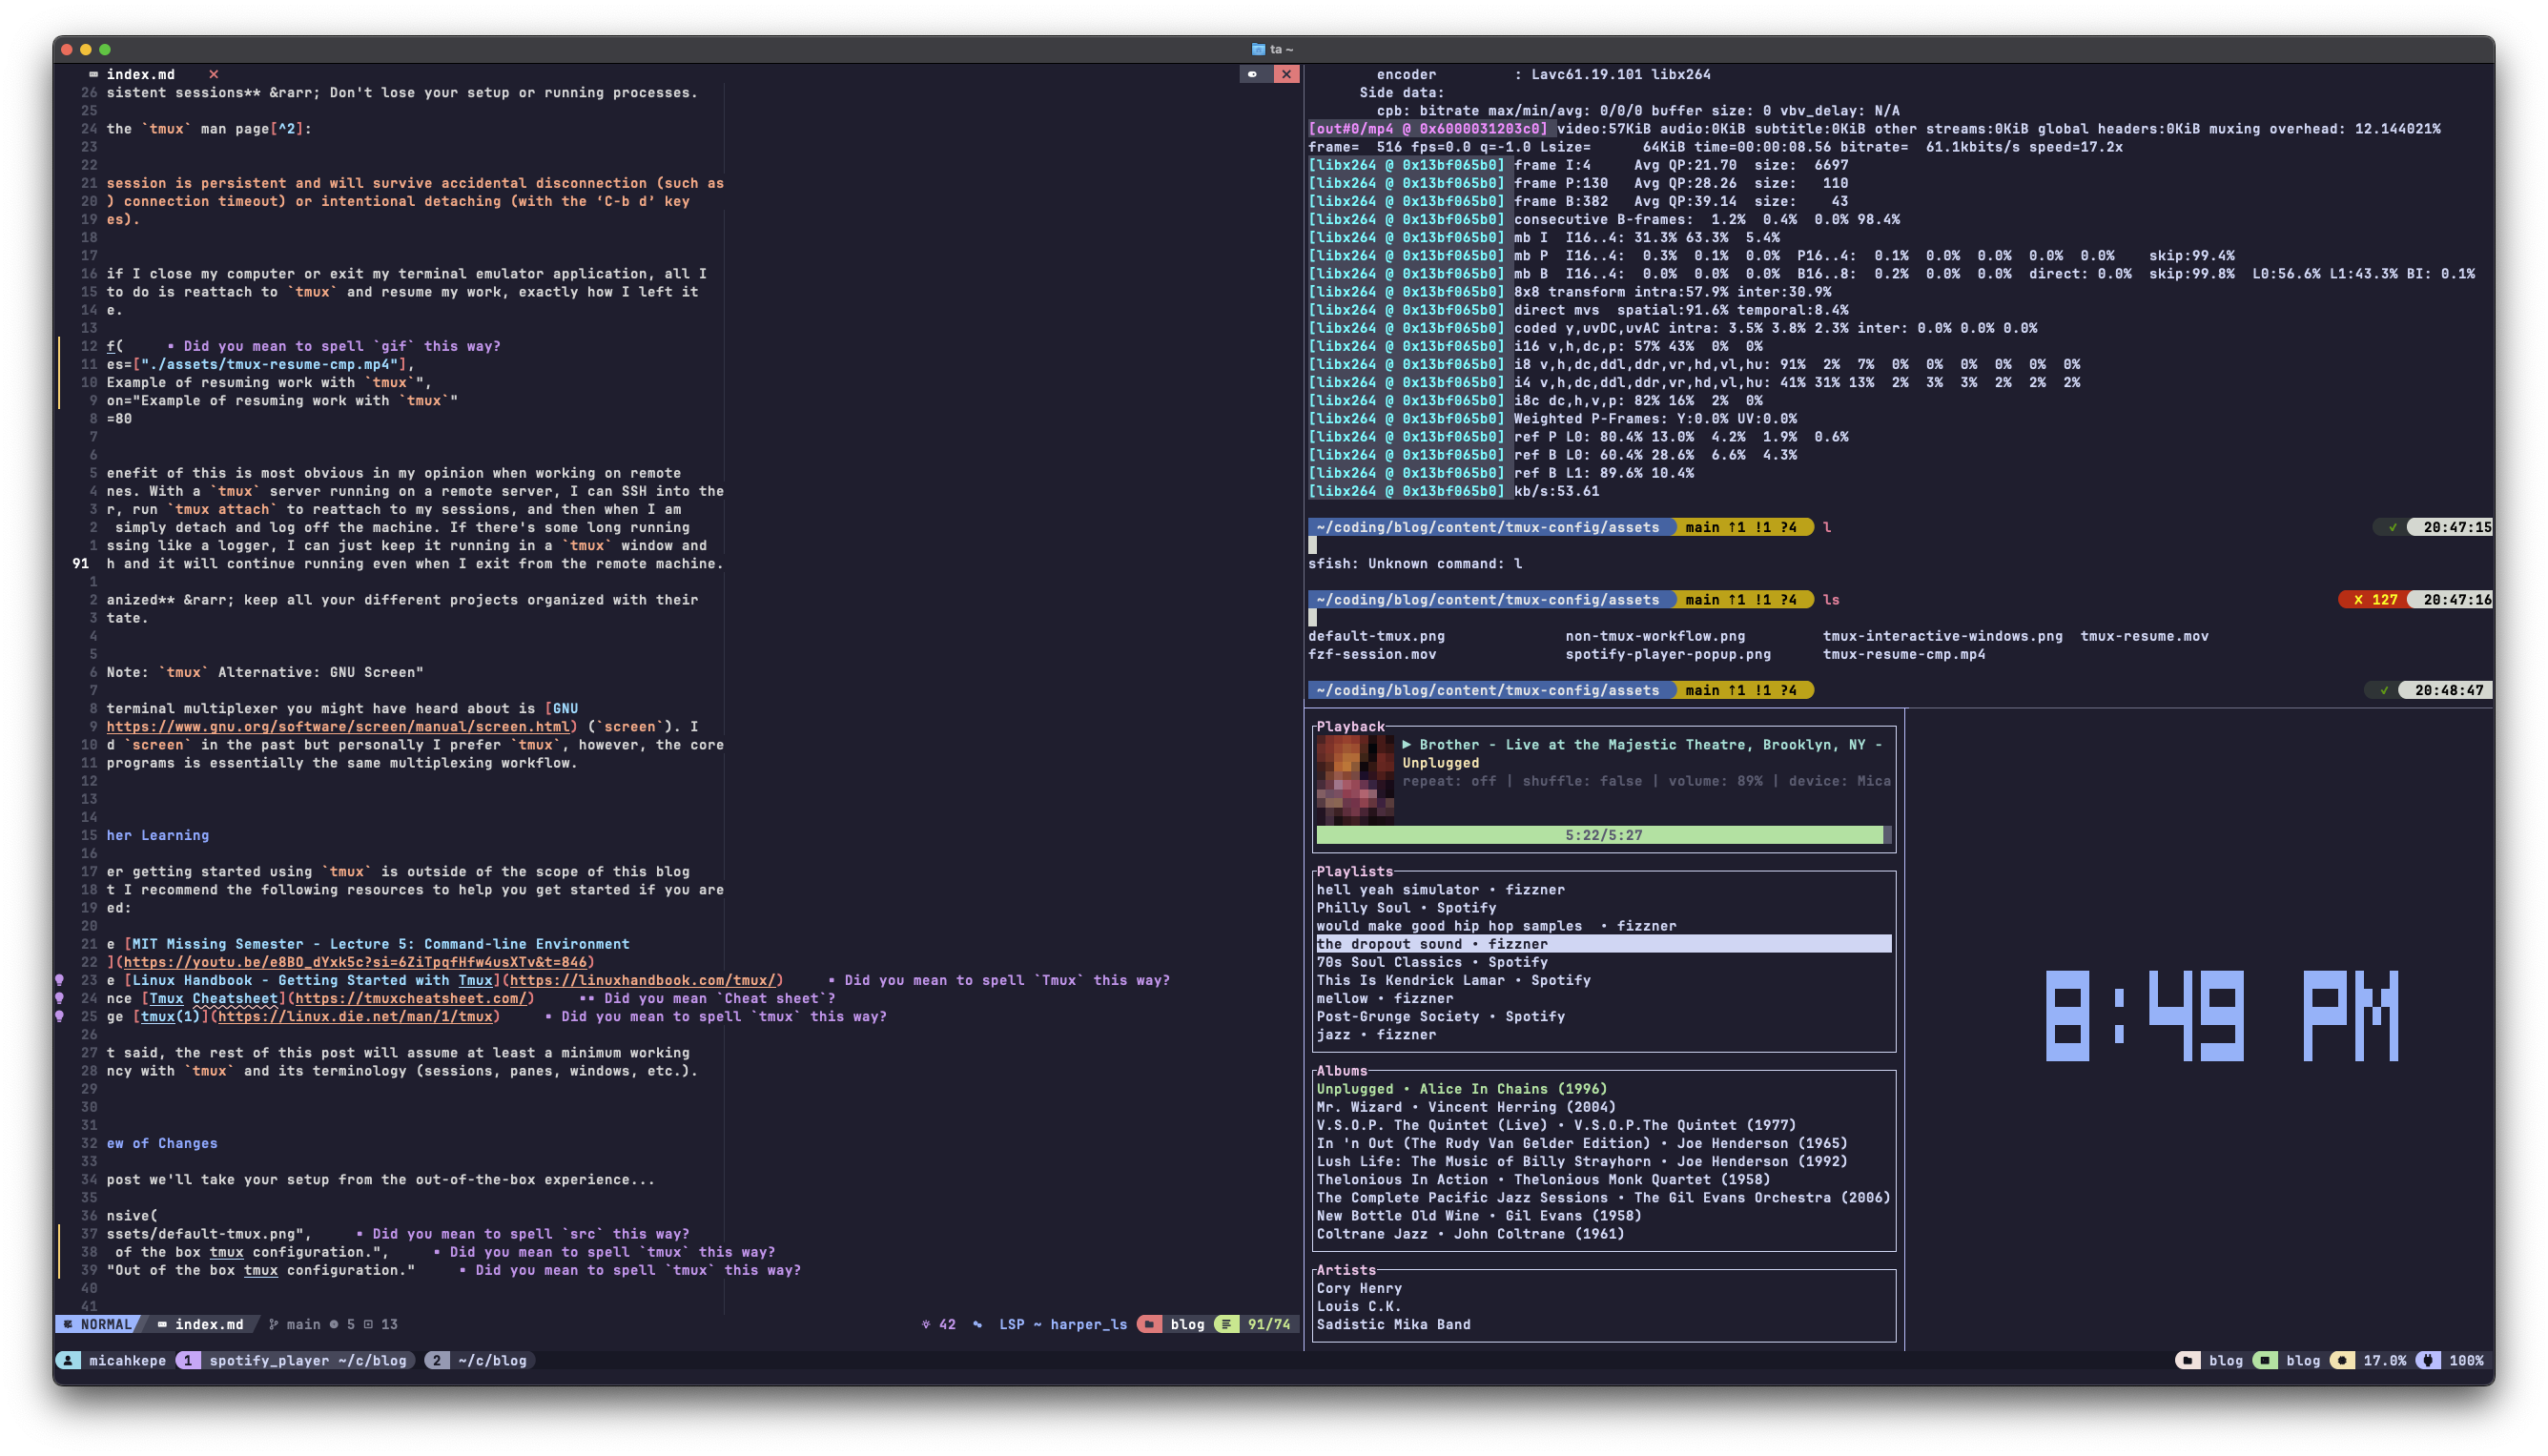 ta ~
index.md
26 sistent sessions** &rarr; Don't lose your setup or running processes.
25
24 the `tmux` man page[^2]:
23
22
21 session is persistent and will survive accidental disconnection (such as
20 ) connection timeout) or intentional detaching (with the ‘C-b d’ key
19 es).
18
17
16 if I close my computer or exit my terminal emulator application, all I
15 to do is reattach to `tmux` and resume my work, exactly how I left it
14 e.
13
12 f( ▪ Did you mean to spell `gif` this way?
11 es=["./assets/tmux-resume-cmp.mp4"],
10 Example of resuming work with `tmux`",
9 on="Example of resuming work with `tmux`"
8 =80
7
6
5 enefit of this is most obvious in my opinion when working on remote
4 nes. With a `tmux` server running on a remote server, I can SSH into the
3 r, run `tmux attach` to reattach to my sessions, and then when I am
2 simply detach and log off the machine. If there's some long running
1 ssing like a logger, I can just keep it running in a `tmux` window and
91 h and it will continue running even when I exit from the remote machine.
1
2 anized** &rarr; keep all your different projects organized with their
3 tate.
4
5
6 Note: `tmux` Alternative: GNU Screen"
7
8 terminal multiplexer you might have heard about is [GNU
9 https://www.gnu.org/software/screen/manual/screen.html) (`screen`). I
10 d `screen` in the past but personally I prefer `tmux`, however, the core
11 programs is essentially the same multiplexing workflow.
12
13
14
15 her Learning
16
17 er getting started using `tmux` is outside of the scope of this blog
18 t I recommend the following resources to help you get started if you are
19 ed:
20
21 e [MIT Missing Semester - Lecture 5: Command-line Environment
22 ](https://youtu.be/e8BO_dYxk5c?si=6ZiTpqfHfw4usXTv&t=846)
23 e [Linux Handbook - Getting Started with Tmux](https://linuxhandbook.com/tmux/) ▪ Did you mean to spell `Tmux` this way?
24 nce [Tmux Cheatsheet](https://tmuxcheatsheet.com/) ▪▪ Did you mean `Cheat sheet`?
25 ge [tmux(1)](https://linux.die.net/man/1/tmux) ▪ Did you mean to spell `tmux` this way?
26
27 t said, the rest of this post will assume at least a minimum working
28 ncy with `tmux` and its terminology (sessions, panes, windows, etc.).
29
30
31
32 ew of Changes
33
34 post we'll take your setup from the out-of-the-box experience...
35
36 nsive(
37 ssets/default-tmux.png", ▪ Did you mean to spell `src` this way?
38 of the box tmux configuration.", ▪ Did you mean to spell `tmux` this way?
39 "Out of the box tmux configuration." ▪ Did you mean to spell `tmux` this way?
40
41
NORMAL index.md main 5 13 42 LSP ~ harper_ls blog 91/74
encoder : Lavc61.19.101 libx264
Side data:
cpb: bitrate max/min/avg: 0/0/0 buffer size: 0 vbv_delay: N/A
[out#0/mp4 @ 0x6000031203c0] video:57KiB audio:0KiB subtitle:0KiB other streams:0KiB global headers:0KiB muxing overhead: 12.144021%
frame= 516 fps=0.0 q=-1.0 Lsize= 64KiB time=00:00:08.56 bitrate= 61.1kbits/s speed=17.2x
[libx264 @ 0x13bf065b0] frame I:4 Avg QP:21.70 size: 6697
[libx264 @ 0x13bf065b0] frame P:130 Avg QP:28.26 size: 110
[libx264 @ 0x13bf065b0] frame B:382 Avg QP:39.14 size: 43
[libx264 @ 0x13bf065b0] consecutive B-frames: 1.2% 0.4% 0.0% 98.4%
[libx264 @ 0x13bf065b0] mb I I16..4: 31.3% 63.3% 5.4%
[libx264 @ 0x13bf065b0] mb P I16..4: 0.3% 0.1% 0.0% P16..4: 0.1% 0.0% 0.0% 0.0% 0.0% skip:99.4%
[libx264 @ 0x13bf065b0] mb B I16..4: 0.0% 0.0% 0.0% B16..8: 0.2% 0.0% 0.0% direct: 0.0% skip:99.8% L0:56.6% L1:43.3% BI: 0.1%
[libx264 @ 0x13bf065b0] 8x8 transform intra:57.9% inter:30.9%
[libx264 @ 0x13bf065b0] direct mvs spatial:91.6% temporal:8.4%
[libx264 @ 0x13bf065b0] coded y,uvDC,uvAC intra: 3.5% 3.8% 2.3% inter: 0.0% 0.0% 0.0%
[libx264 @ 0x13bf065b0] i16 v,h,dc,p: 57% 43% 0% 0%
[libx264 @ 0x13bf065b0] i8 v,h,dc,ddl,ddr,vr,hd,vl,hu: 91% 2% 7% 0% 0% 0% 0% 0% 0%
[libx264 @ 0x13bf065b0] i4 v,h,dc,ddl,ddr,vr,hd,vl,hu: 41% 31% 13% 2% 3% 3% 2% 2% 2%
[libx264 @ 0x13bf065b0] i8c dc,h,v,p: 82% 16% 2% 0%
[libx264 @ 0x13bf065b0] Weighted P-Frames: Y:0.0% UV:0.0%
[libx264 @ 0x13bf065b0] ref P L0: 80.4% 13.0% 4.2% 1.9% 0.6%
[libx264 @ 0x13bf065b0] ref B L0: 60.4% 28.6% 6.6% 4.3%
[libx264 @ 0x13bf065b0] ref B L1: 89.6% 10.4%
[libx264 @ 0x13bf065b0] kb/s:53.61
~/coding/blog/content/tmux-config/assets main ↑1 !1 ?4 l ✓ 20:47:15
sfish: Unknown command: l
~/coding/blog/content/tmux-config/assets main ↑1 !1 ?4 ls ✗ 127 20:47:16
default-tmux.png non-tmux-workflow.png tmux-interactive-windows.png tmux-resume.mov
fzf-session.mov spotify-player-popup.png tmux-resume-cmp.mp4
~/coding/blog/content/tmux-config/assets main ↑1 !1 ?4 ✓ 20:48:47
Playback
▶ Brother - Live at the Majestic Theatre, Brooklyn, NY -
Unplugged
repeat: off | shuffle: false | volume: 89% | device: Mica
5:22/5:27
Playlists
hell yeah simulator • fizzner
Philly Soul • Spotify
would make good hip hop samples • fizzner
the dropout sound • fizzner
70s Soul Classics • Spotify
This Is Kendrick Lamar • Spotify
mellow • fizzner
Post-Grunge Society • Spotify
jazz • fizzner
Albums
Unplugged • Alice In Chains (1996)
Mr. Wizard • Vincent Herring (2004)
V.S.O.P. The Quintet (Live) • V.S.O.P.The Quintet (1977)
In 'n Out (The Rudy Van Gelder Edition) • Joe Henderson (1965)
Lush Life: The Music of Billy Strayhorn • Joe Henderson (1992)
Thelonious In Action • Thelonious Monk Quartet (1958)
The Complete Pacific Jazz Sessions • The Gil Evans Orchestra (2006)
New Bottle Old Wine • Gil Evans (1958)
Coltrane Jazz • John Coltrane (1961)
Artists
Cory Henry
Louis C.K.
Sadistic Mika Band
8:49 PM
micahkepe 1 spotify_player ~/c/blog 2 ~/c/blog blog blog 17.0% 100%